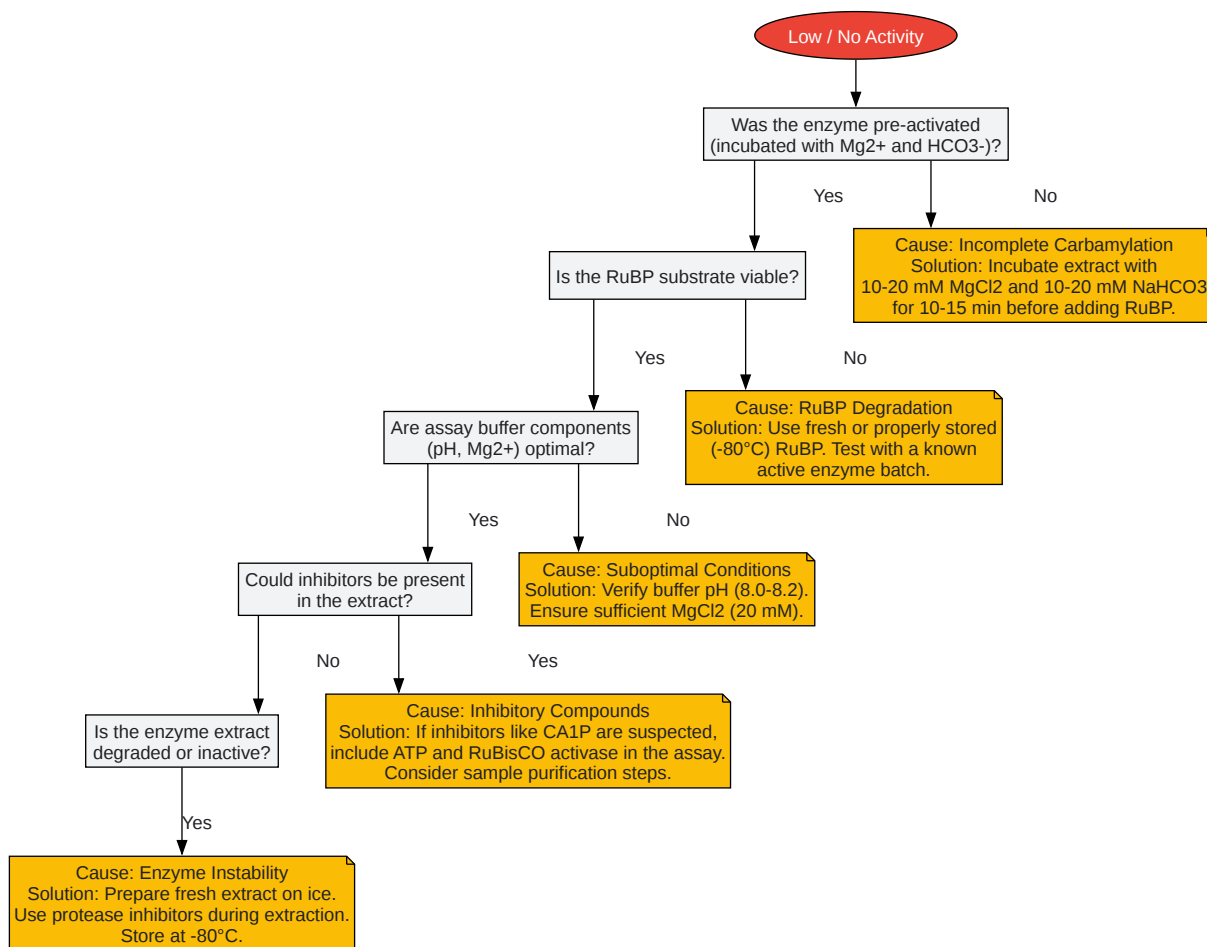 Low / No Activity
Was the enzyme pre-activated
(incubated with Mg2+ and HCO3-)?
Yes
No
Cause: Incomplete Carbamylation
Solution: Incubate extract with
10-20 mM MgCl2 and 10-20 mM NaHCO3
for 10-15 min before adding RuBP.
Is the RuBP substrate viable?
Yes
No
Cause: RuBP Degradation
Solution: Use fresh or properly stored
(-80°C) RuBP. Test with a known
active enzyme batch.
Are assay buffer components
(pH, Mg2+) optimal?
Yes
No
Cause: Suboptimal Conditions
Solution: Verify buffer pH (8.0-8.2).
Ensure sufficient MgCl2 (20 mM).
Could inhibitors be present
in the extract?
No
Yes
Cause: Inhibitory Compounds
Solution: If inhibitors like CA1P are suspected,
include ATP and RuBisCO activase in the assay.
Consider sample purification steps.
Is the enzyme extract
degraded or inactive?
Yes
Cause: Enzyme Instability
Solution: Prepare fresh extract on ice.
Use protease inhibitors during extraction.
Store at -80°C.